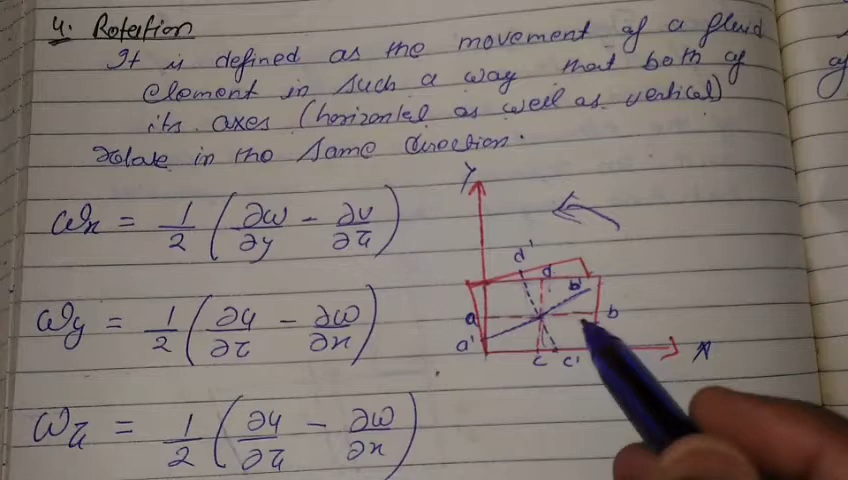 4. Rotation
It is defined as the movement of a fluid
element in such a way that both of
its axes (horizontal as well as vertical)
rotate in the same direction.
ωx = 1/2 (∂ω/∂y - ∂v/∂z)
ωy = 1/2 (∂u/∂z - ∂ω/∂x)
ωz = 1/2 (∂u/∂z - ∂ω/∂x)
Y
d'
d
b'
a
b
a'
c c'
X
of